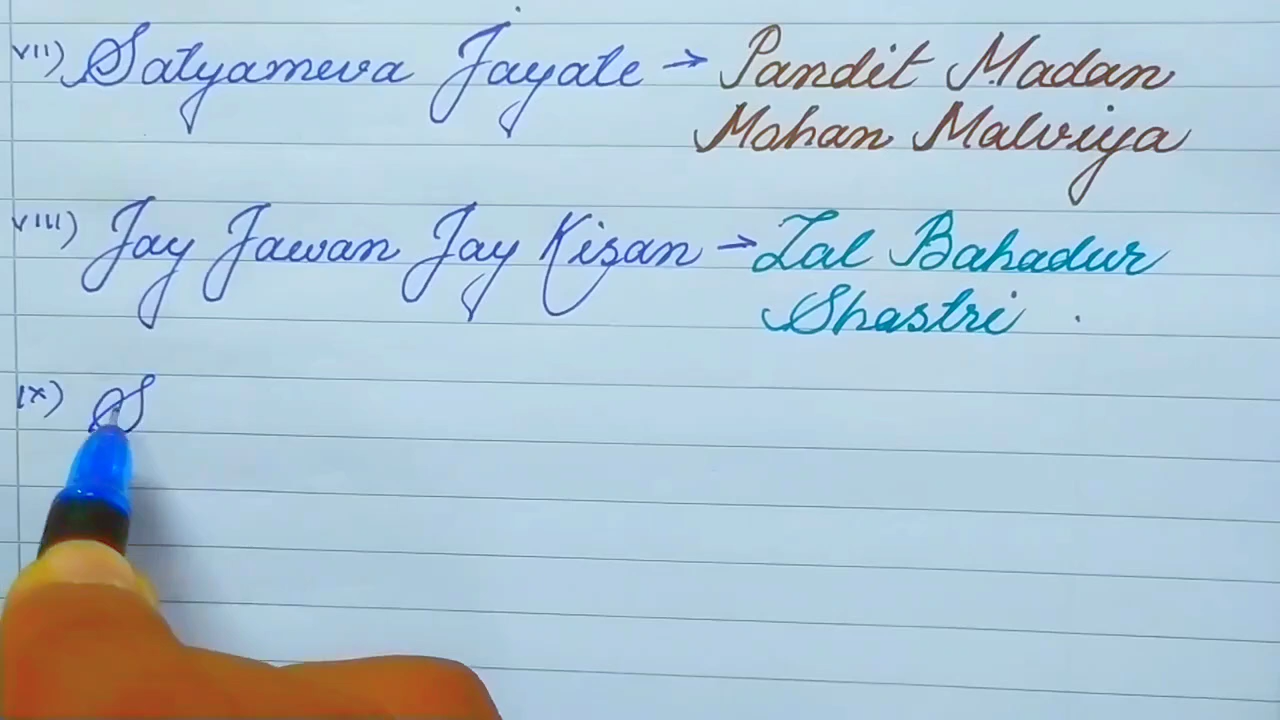 VII) Satyameva Jayate → Pandit Madan
Mohan Malviya
VIII) Jay Jawan Jay Kisan → Lal Bahadur
Shastri
IX) S